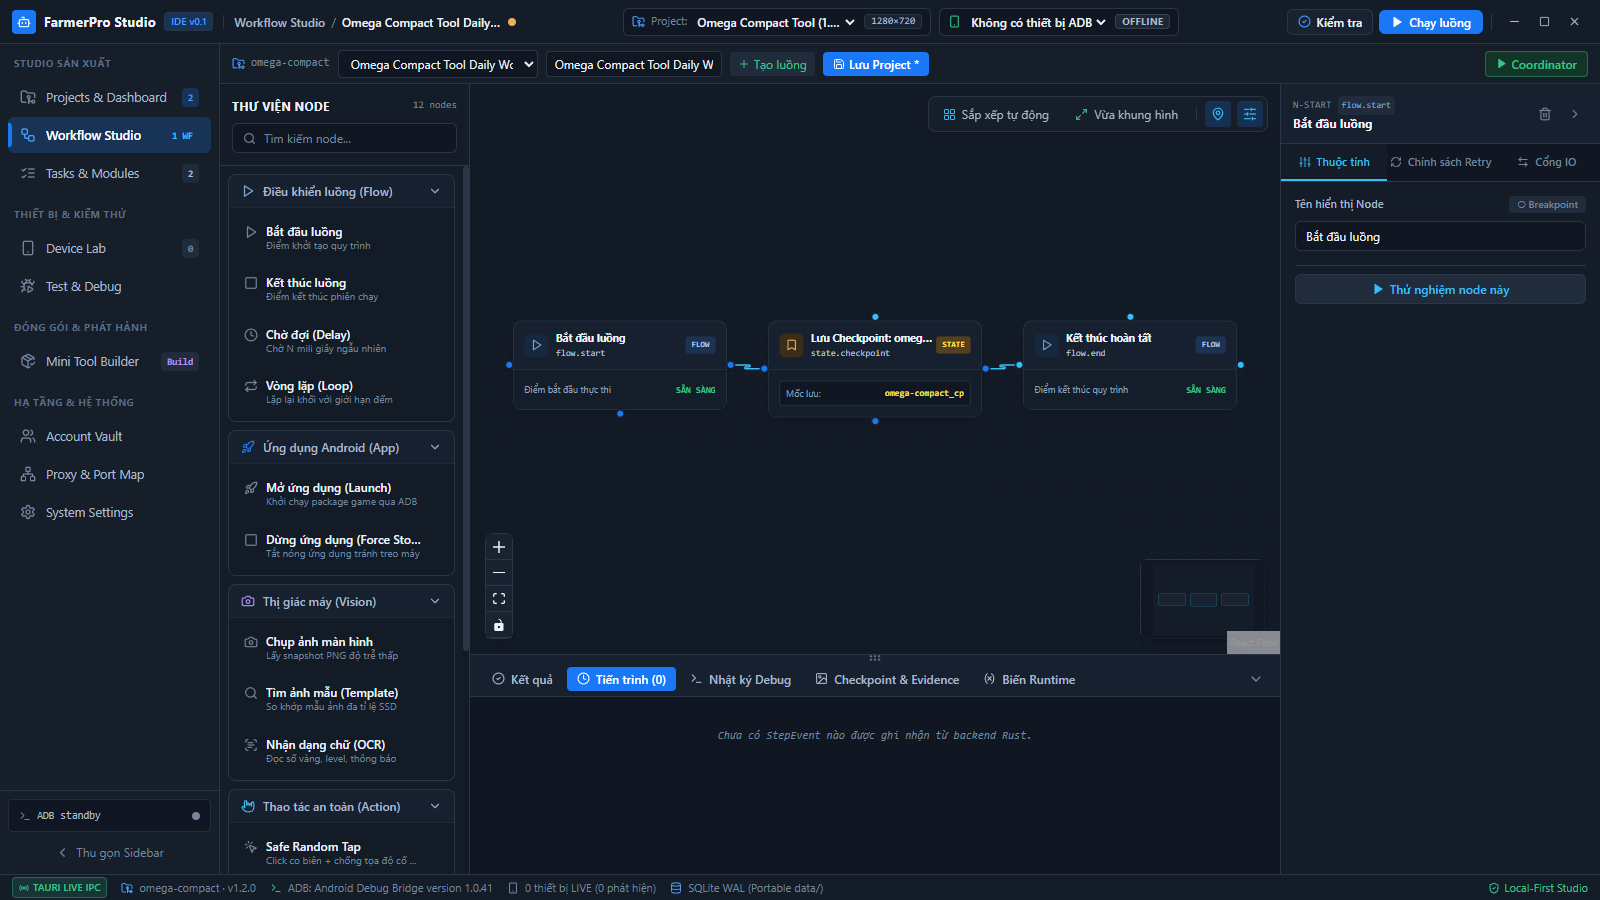 FarmerPro Studio
IDE v0.1
Workflow Studio / Omega Compact Tool Daily...
Project: Omega Compact Tool (1....
1280×720
Không có thiết bị ADB
OFFLINE
Kiểm tra
Chạy luồng
STUDIO SẢN XUẤT
Projects & Dashboard 2
Workflow Studio 1 WF
Tasks & Modules 2
THIẾT BỊ & KIỂM THỬ
Device Lab 0
Test & Debug
ĐÓNG GÓI & PHÁT HÀNH
Mini Tool Builder Build
HẠ TẦNG & HỆ THỐNG
Account Vault
Proxy & Port Map
System Settings
ADB standby
Thu gọn Sidebar
omega-compact
Omega Compact Tool Daily Wo
Omega Compact Tool Daily W
+ Tạo luồng
Lưu Project *
Coordinator
THƯ VIỆN NODE
12 nodes
Tìm kiếm node...
Điều khiển luồng (Flow)
Bắt đầu luồng
Điểm khởi tạo quy trình
Kết thúc luồng
Điểm kết thúc phiên chạy
Chờ đợi (Delay)
Chờ N mili giây ngẫu nhiên
Vòng lặp (Loop)
Lặp lại khối với giới hạn đếm
Ứng dụng Android (App)
Mở ứng dụng (Launch)
Khởi chạy package game qua ADB
Dừng ứng dụng (Force Sto...
Tắt nóng ứng dụng tránh treo máy
Thị giác máy (Vision)
Chụp ảnh màn hình
Lấy snapshot PNG độ trễ thấp
Tìm ảnh mẫu (Template)
So khớp mẫu ảnh đa tỉ lệ SSD
Nhận dạng chữ (OCR)
Đọc số vàng, level, thông báo
Thao tác an toàn (Action)
Safe Random Tap
Click co biên + chống tọa độ cố ...
Sắp xếp tự động
Vừa khung hình
Bắt đầu luồng
flow.start
FLOW
Điểm bắt đầu thực thi
SẴN SÀNG
Lưu Checkpoint: omeg...
state.checkpoint
STATE
Mốc lưu:
omega-compact_cp
Kết thúc hoàn tất
flow.end
FLOW
Điểm kết thúc quy trình
SẴN SÀNG
React Flow
Kết quả
Tiến trình (0)
Nhật ký Debug
Checkpoint & Evidence
Biến Runtime
Chưa có StepEvent nào được ghi nhận từ backend Rust.
N-START flow.start
Bắt đầu luồng
Thuộc tính
Chính sách Retry
Cổng IO
Tên hiển thị Node
Breakpoint
Bắt đầu luồng
Thử nghiệm node này
TAURI LIVE IPC
omega-compact · v1.2.0
ADB: Android Debug Bridge version 1.0.41
0 thiết bị LIVE (0 phát hiện)
SQLite WAL (Portable data/)
Local-First Studio